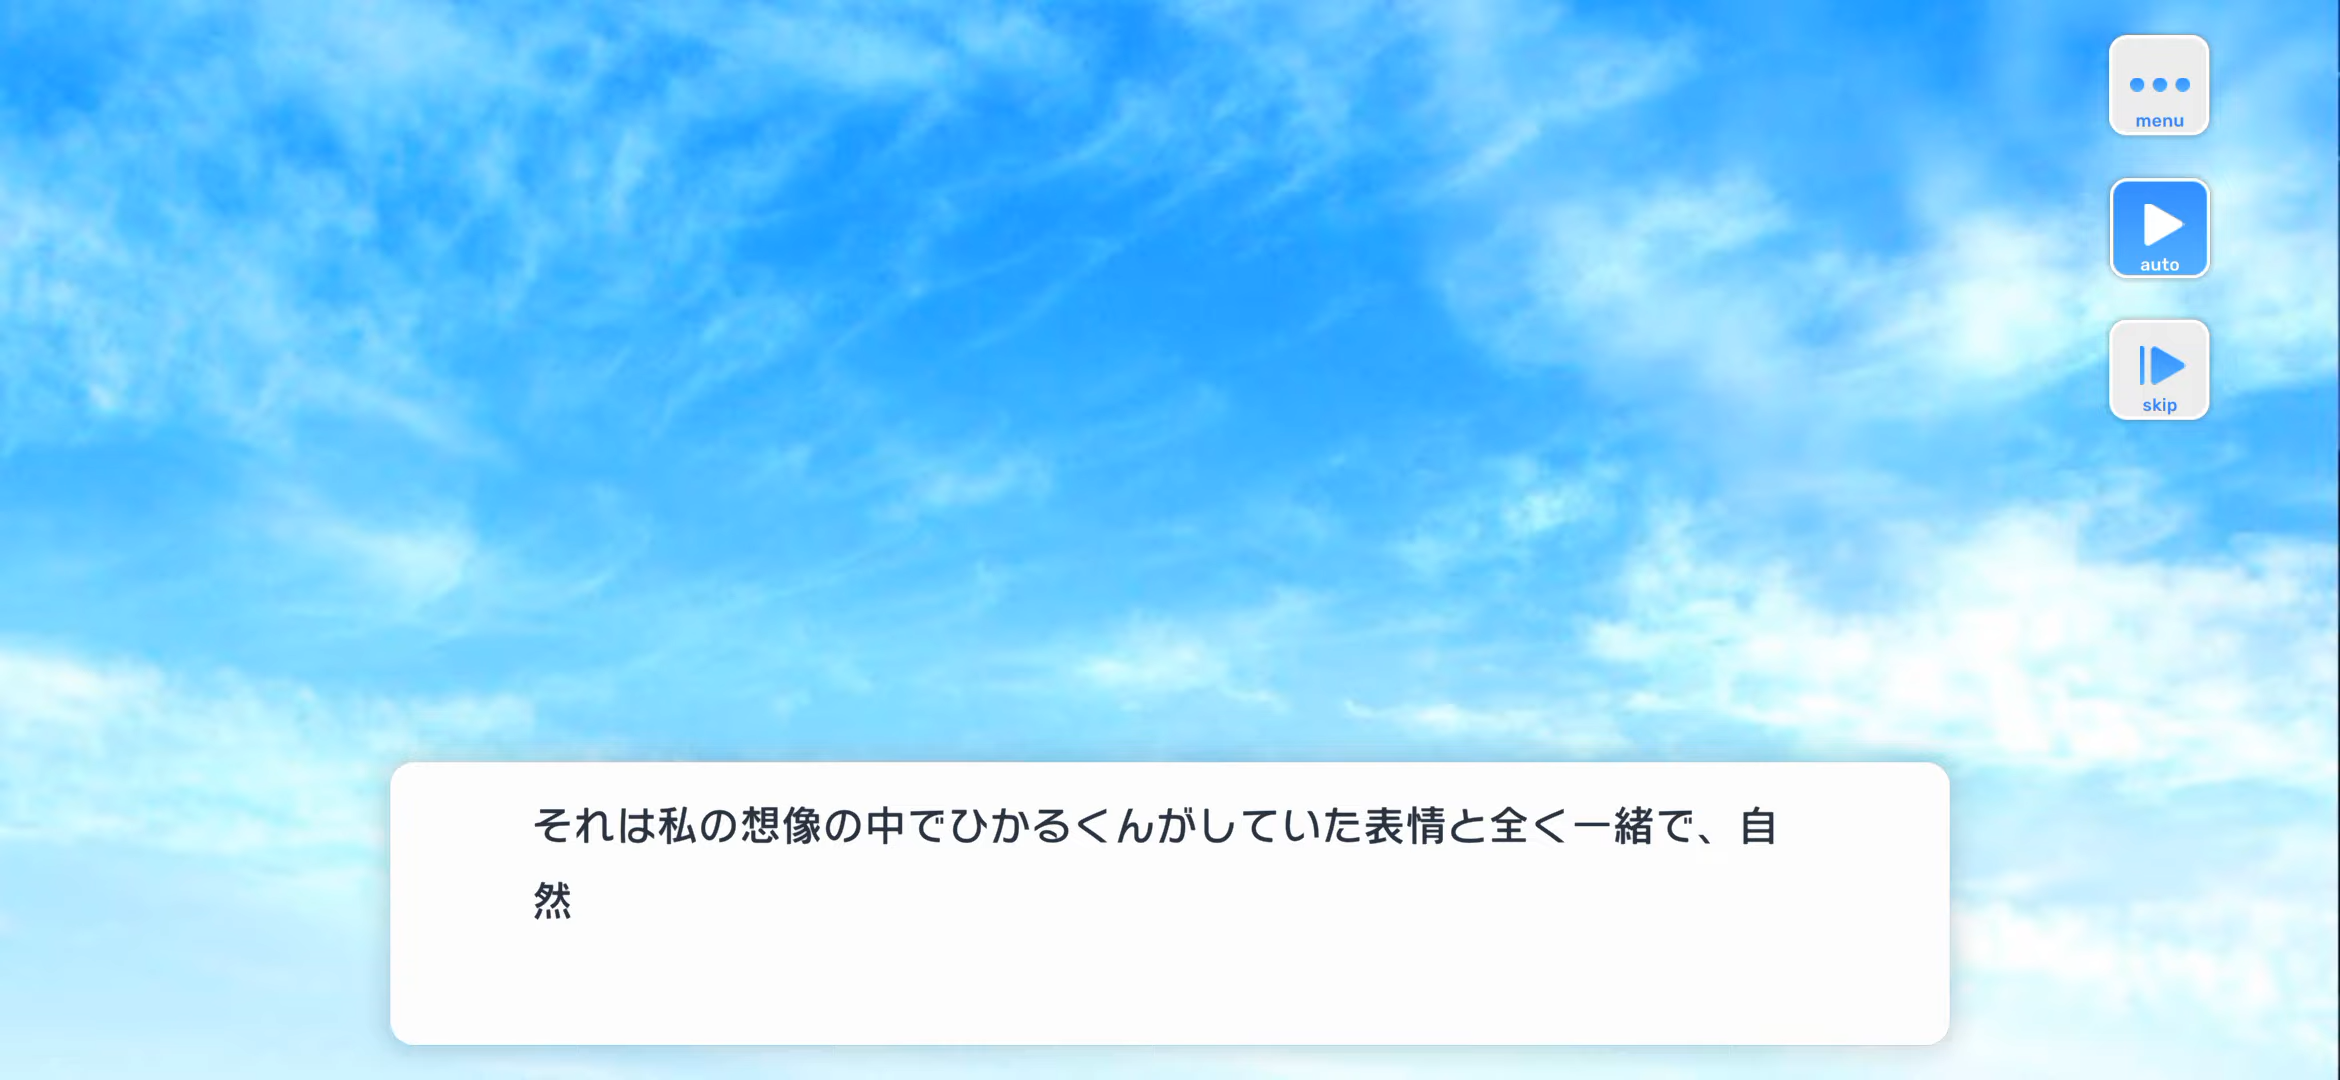 menu
auto
skip
それは私の想像の中でひかるくんがしていた表情と全く一緒で、自
然